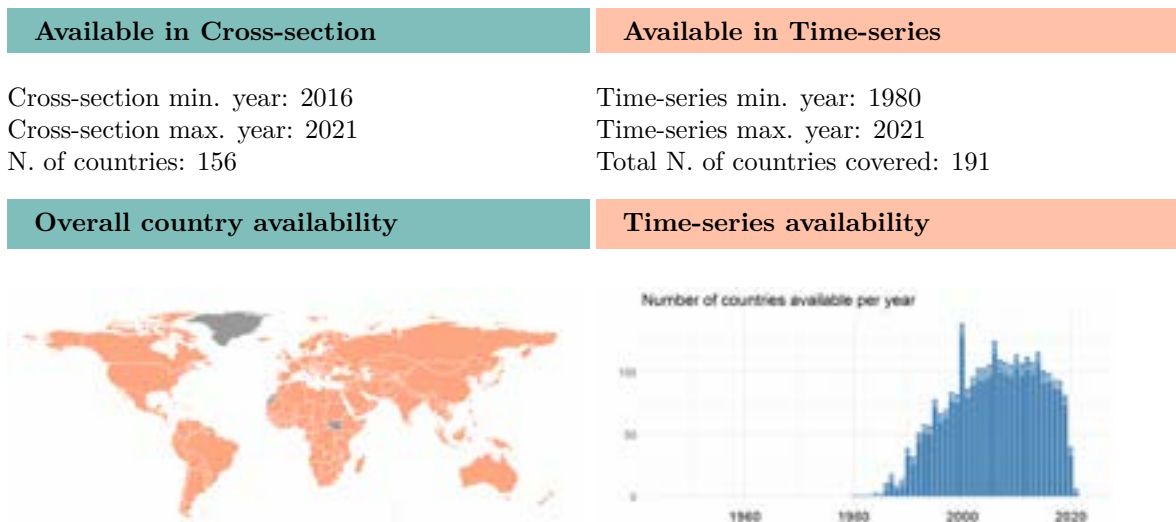 Available in Cross-section
Available in Time-series
Cross-section min. year: 2016
Cross-section max. year: 2021
N. of countries: 156
Time-series min. year: 1980
Time-series max. year: 2021
Total N. of countries covered: 191
Overall country availability
Time-series availability
Number of countries available per year
100
50
0
1960
1980
2000
2020